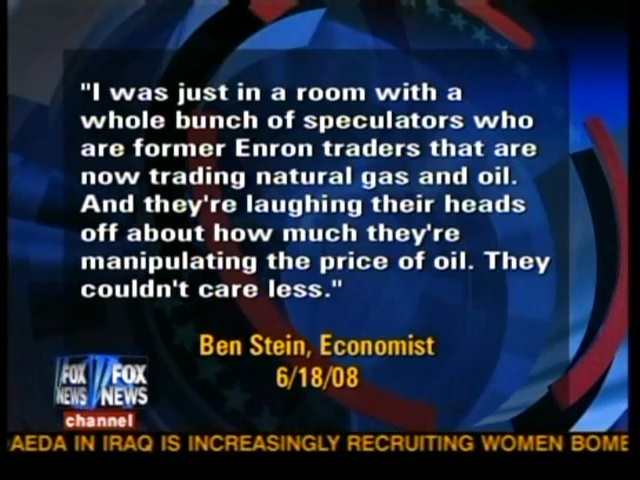 "I was just in a room with a
whole bunch of speculators who
are former Enron traders that are
now trading natural gas and oil.
And they're laughing their heads
off about how much they're
manipulating the price of oil. They
couldn't care less."
Ben Stein, Economist
6/18/08
FOX FOX
NEWS NEWS
channel
AEDA IN IRAQ IS INCREASINGLY RECRUITING WOMEN BOMB